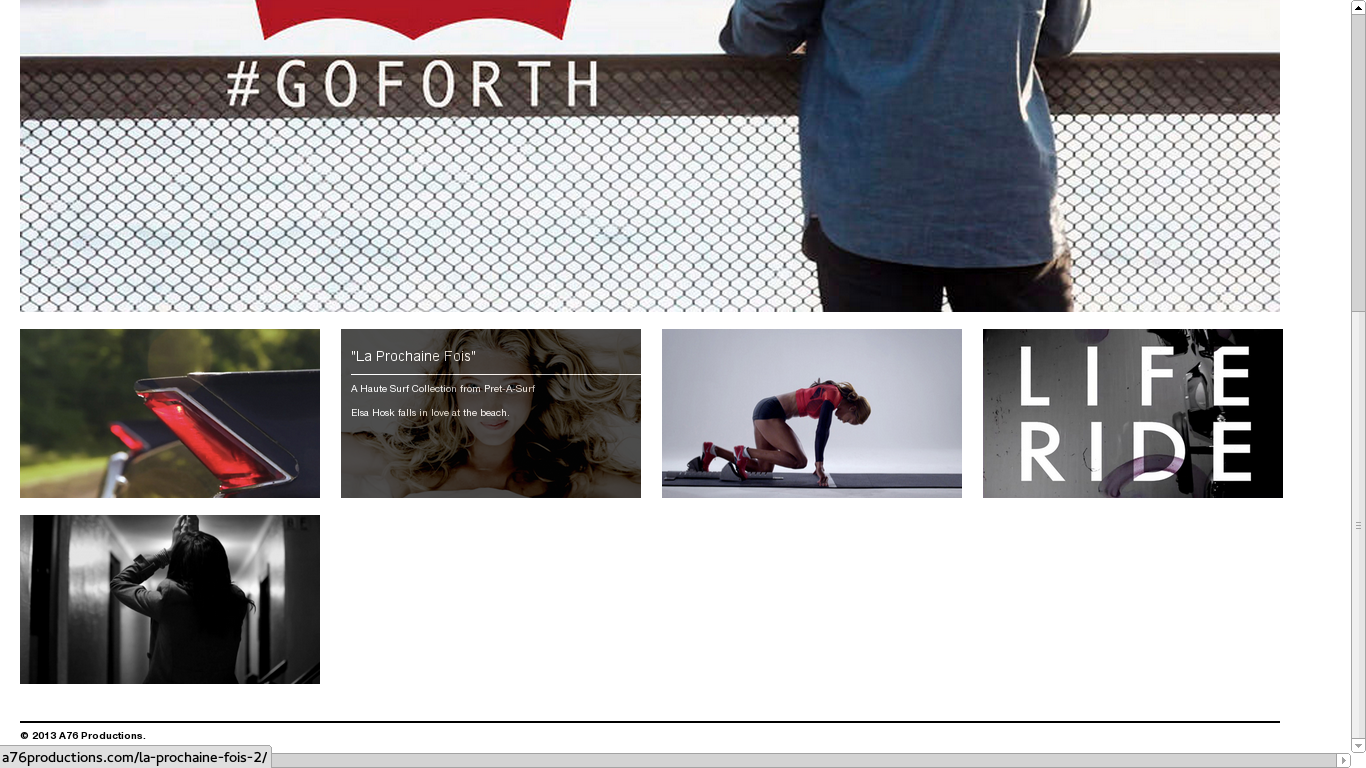 #GOFORTH
"La Prochaine Fois"
A Haute Surf Collection from Pret-A-Surf
Elsa Hosk falls in love at the beach.
LIFE
RIDE
© 2013 A76 Productions.
a76productions.com/la-prochaine-fois-2/